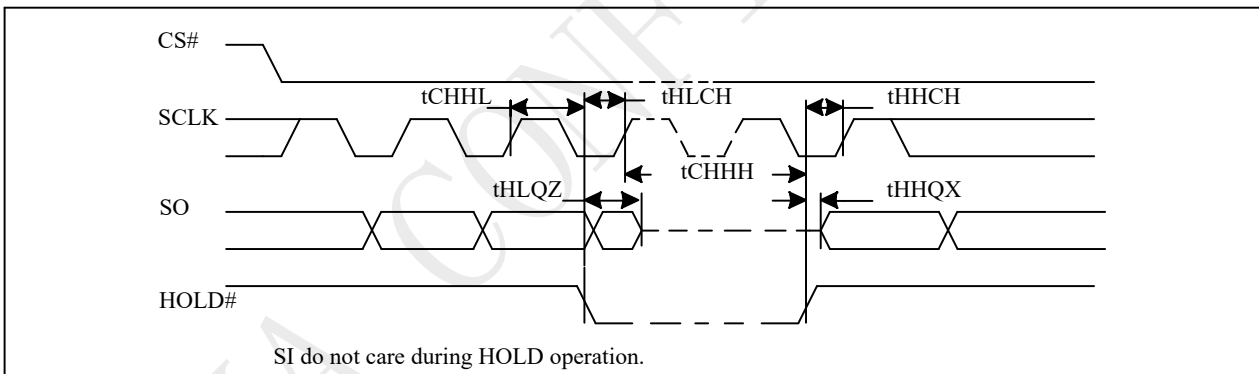 CS#
tCHHL tHLCH tHHCH
SCLK
tCHHH
tHLQZ tHHQX
SO
HOLD#
SI do not care during HOLD operation.